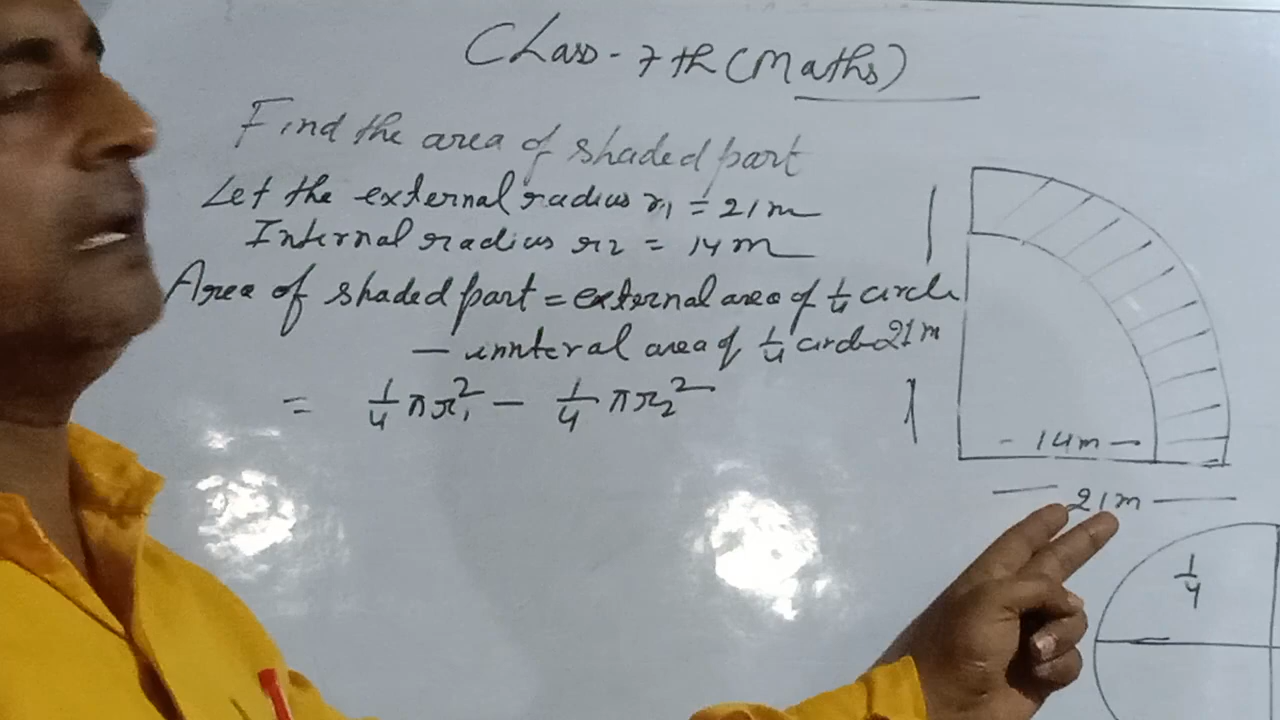 Class-7th (Maths)
Find the area of shaded part
Let the external radius r1 = 21m
Internal radius r2 = 14m
Area of shaded part = external area of 1/4 circle
— unnteral area of 1/4 circle
= 1/4 πr₁² - 1/4 πr₂²
21m
- 14m -
21m
1/4